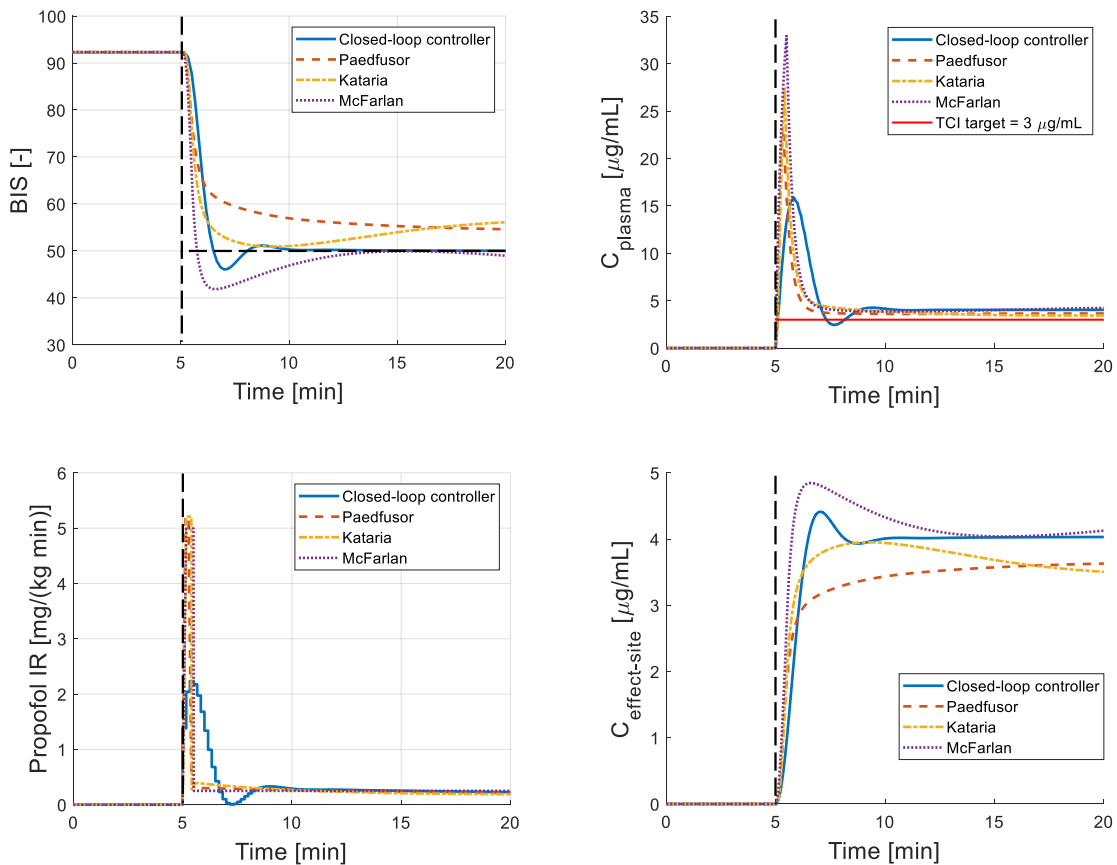 BIS [-]
100
90
80
70
60
50
40
30
0
5
10
15
20
Time [min]
Closed-loop controller
Paedfusor
Kataria
McFarlan
C plasma [μg/mL]
35
30
25
20
15
10
5
0
0
5
10
15
20
Time [min]
Closed-loop controller
Paedfusor
Kataria
McFarlan
TCI target = 3 μg/mL
Propofol IR [mg/(kg min)]
6
5
4
3
2
1
0
0
5
10
15
20
Time [min]
Closed-loop controller
Paedfusor
Kataria
McFarlan
C effect-site [μg/mL]
5
4
3
2
1
0
0
5
10
15
20
Time [min]
Closed-loop controller
Paedfusor
Kataria
McFarlan